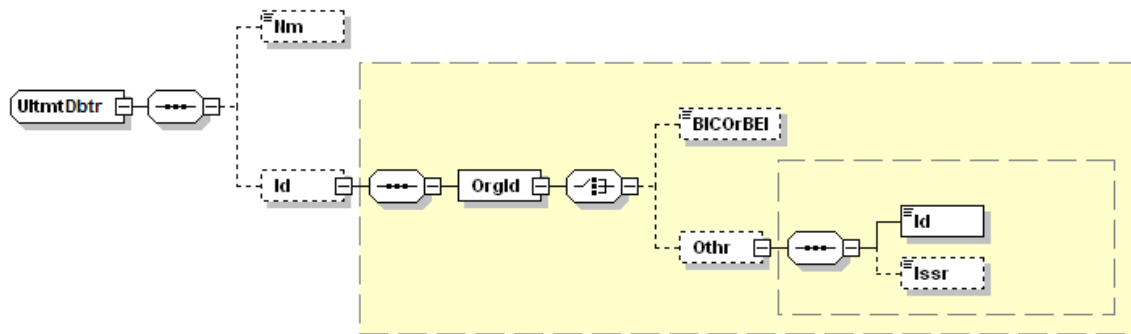 Nm
UltmtDbtr
BICOrBEI
Id
OrgId
Othr
Id
Issr